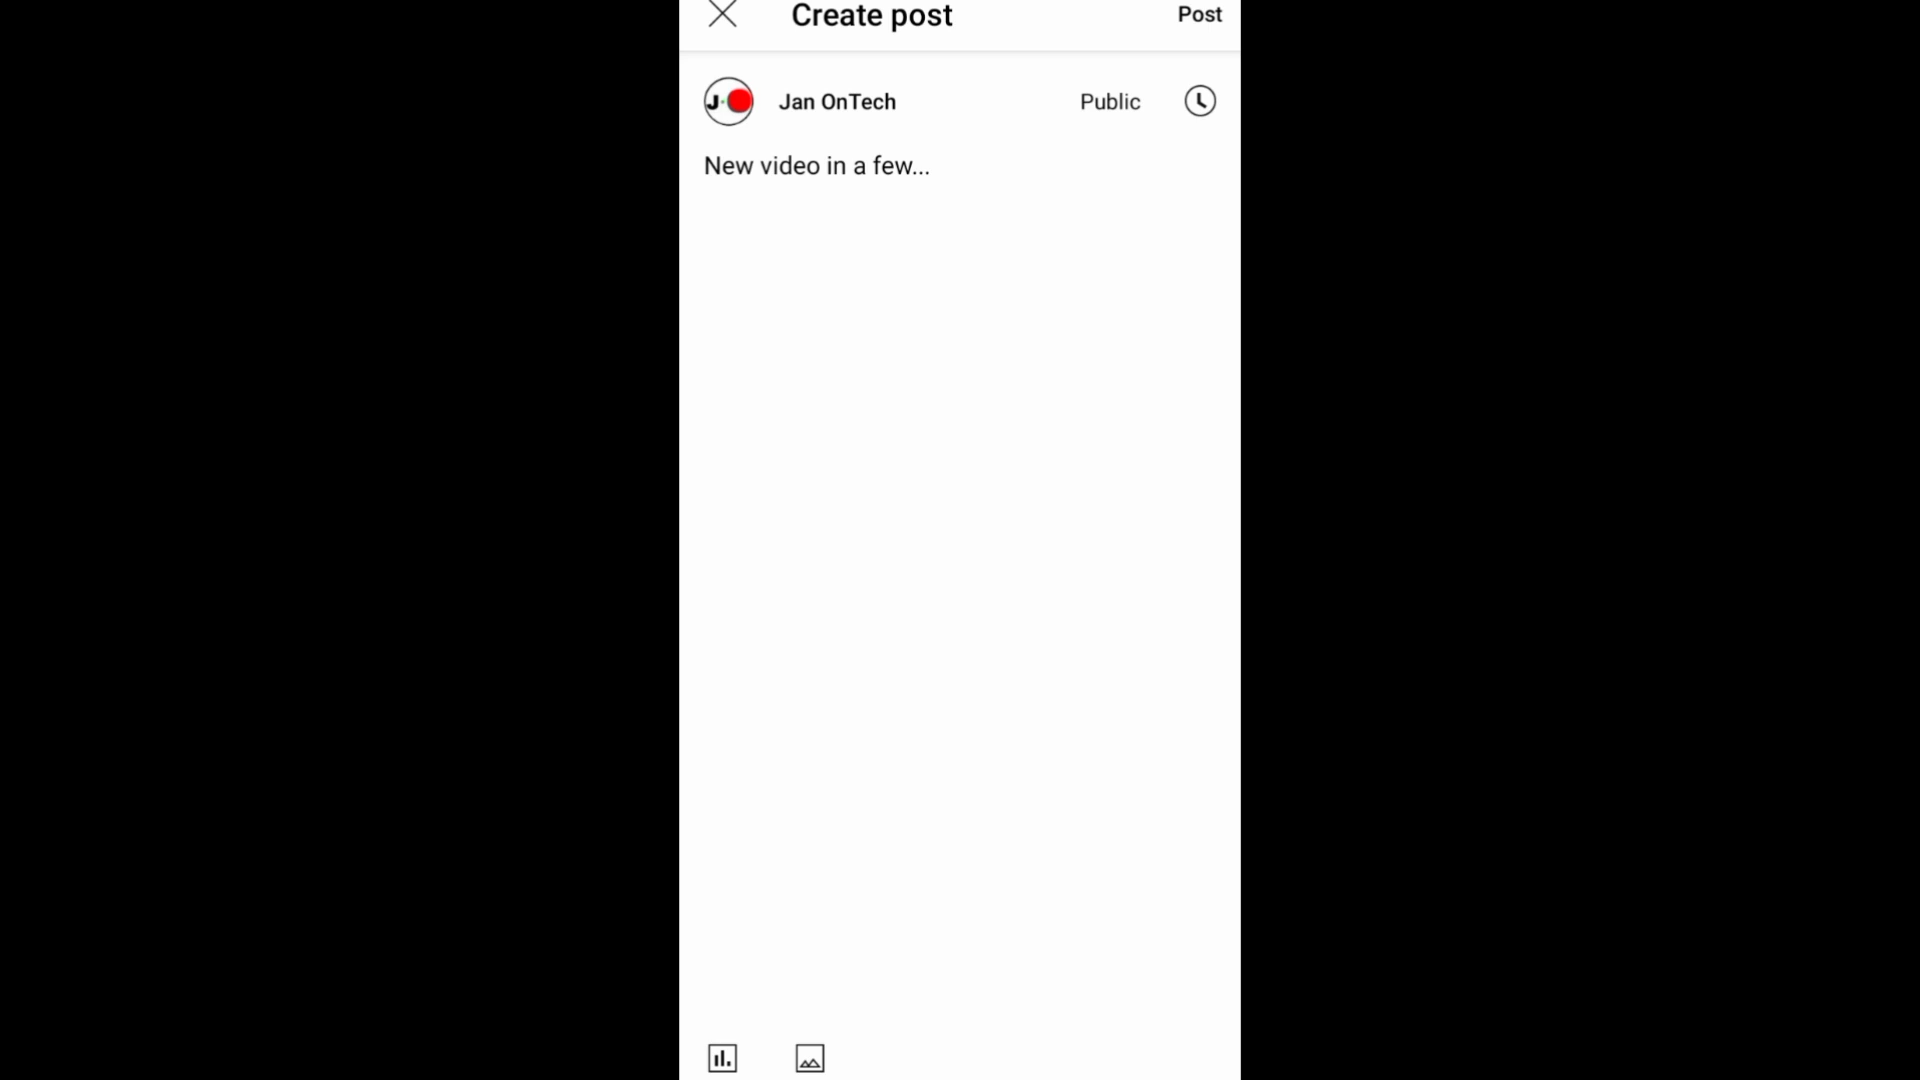 Create post
Post
J
Jan OnTech
Public
New video in a few...